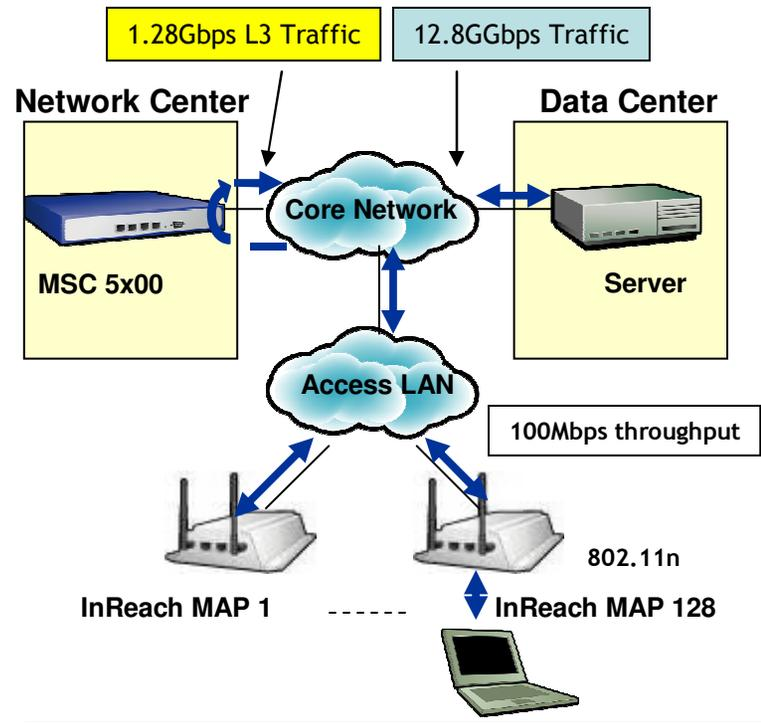 1.28Gbps L3 Traffic
12.8GGbps Traffic
Network Center
Data Center
Core Network
MSC 5x00
Server
Access LAN
100Mbps throughput
802.11n
InReach MAP 1
InReach MAP 128